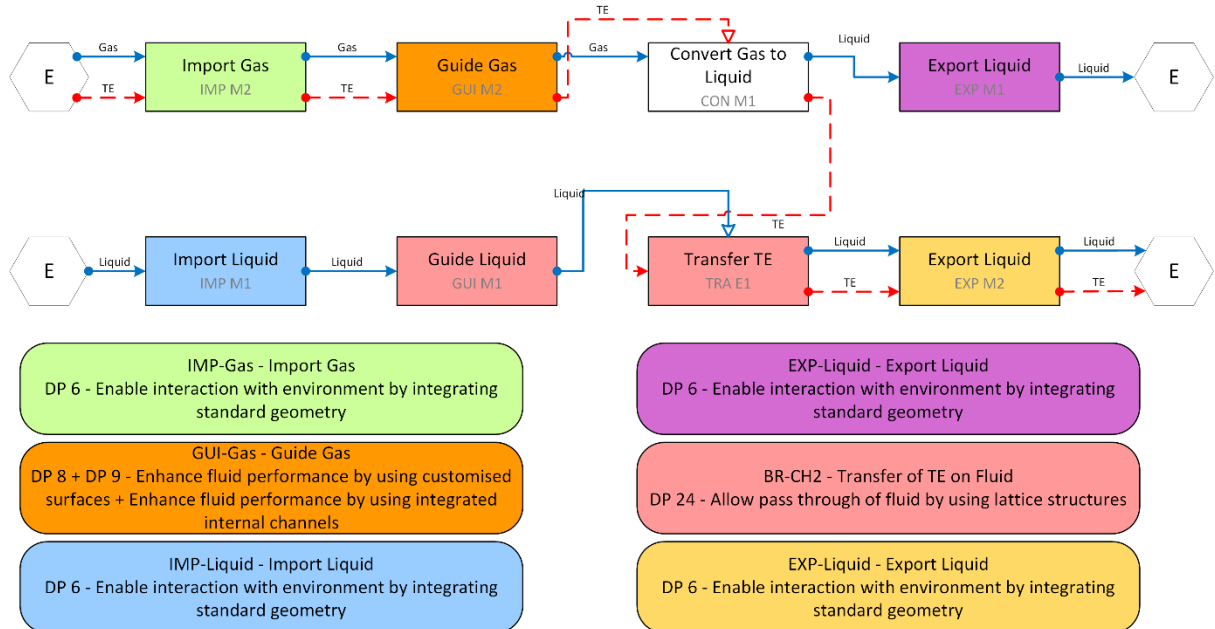 TE
Gas
Gas
Gas
Liquid
E
Import Gas
IMP M2
Guide Gas
GUI M2
Convert Gas to
Liquid
CON M1
Export Liquid
EXP M1
Liquid
E
TE
TE
Liquid
TE
E
Liquid
Import Liquid
IMP M1
Liquid
Guide Liquid
GUI M1
Transfer TE
TRA E1
Liquid
TE
Export Liquid
EXP M2
Liquid
TE
E
IMP-Gas - Import Gas
DP 6 - Enable interaction with environment by integrating
standard geometry
EXP-Liquid - Export Liquid
DP 6 - Enable interaction with environment by integrating
standard geometry
GUI-Gas - Guide Gas
DP 8 + DP 9 - Enhance fluid performance by using customised
surfaces + Enhance fluid performance by using integrated
internal channels
BR-CH2 - Transfer of TE on Fluid
DP 24 - Allow pass through of fluid by using lattice structures
IMP-Liquid - Import Liquid
DP 6 - Enable interaction with environment by integrating
standard geometry
EXP-Liquid - Export Liquid
DP 6 - Enable interaction with environment by integrating
standard geometry